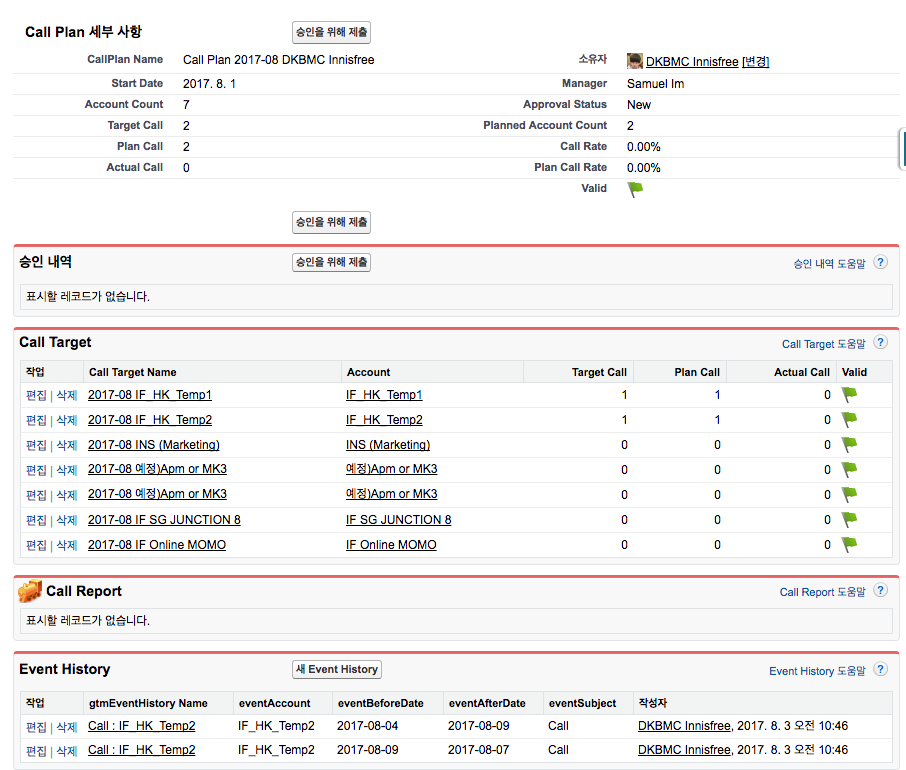 Call Plan 세부 사항 승인을 위해 제출
CallPlan Name Call Plan 2017-08 DKBMC Innisfree 소유자 DKBMC Innisfree [변경]
Start Date 2017. 8. 1 Manager Samuel Im
Account Count 7 Approval Status New
Target Call 2 Planned Account Count 2
Plan Call 2 Call Rate 0.00%
Actual Call 0 Plan Call Rate 0.00%
Valid
승인을 위해 제출
승인 내역 승인을 위해 제출 승인 내역 도움말 ?
표시할 레코드가 없습니다.
Call Target Call Target 도움말 ?
작업 Call Target Name Account Target Call Plan Call Actual Call Valid
편집 | 삭제 2017-08 IF_HK_Temp1 IF_HK_Temp1 1 1 0
편집 | 삭제 2017-08 IF_HK_Temp2 IF_HK_Temp2 1 1 0
편집 | 삭제 2017-08 INS (Marketing) INS (Marketing) 0 0 0
편집 | 삭제 2017-08 예정)Apm or MK3 예정)Apm or MK3 0 0 0
편집 | 삭제 2017-08 예정)Apm or MK3 예정)Apm or MK3 0 0 0
편집 | 삭제 2017-08 IF SG JUNCTION 8 IF SG JUNCTION 8 0 0 0
편집 | 삭제 2017-08 IF Online MOMO IF Online MOMO 0 0 0
Call Report Call Report 도움말 ?
표시할 레코드가 없습니다.
Event History 새 Event History Event History 도움말 ?
작업 gtmEventHistory Name eventAccount eventBeforeDate eventAfterDate eventSubject 작성자
편집 | 삭제 Call : IF_HK_Temp2 IF_HK_Temp2 2017-08-04 2017-08-09 Call DKBMC Innisfree, 2017. 8. 3 오전 10:46
편집 | 삭제 Call : IF_HK_Temp2 IF_HK_Temp2 2017-08-09 2017-08-07 Call DKBMC Innisfree, 2017. 8. 3 오전 10:46